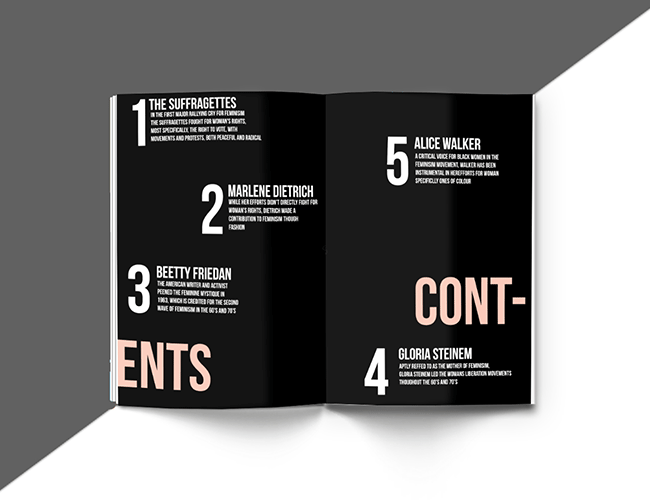 1
THE SUFFRAGETTES
IN THE FIRST MAJOR RALLYING CRY FOR FEMINISM
THE SUFFRAGETTES FOUGHT FOR WOMAN'S RIGHTS,
MOST SPECIFICALLY, THE RIGHT TO VOTE, WITH
MOVEMENTS AND PROTESTS, BOTH PEACEFUL AND RADICAL
2
MARLENE DIETRICH
WHILE HER EFFORTS DIDN'T DIRECTLY FIGHT FOR
WOMAN'S RIGHTS, DIETRICH MADE A
CONTRIBUTION TO FEMINISM THOUGH
FASHION
3
BEETTY FRIEDAN
THE AMERICAN WRITER AND ACTIVIST
PEENED THE FEMININE MYSTIQUE IN
1963, WHICH IS CREDITED FOR THE SECOND
WAVE OF FEMINISM IN THE 60'S AND 70'S
ENTS
5
ALICE WALKER
A CRITICAL VOICE FOR BLACK WOMEN IN THE
FEMINISM MOVEMENT, WALKER HAS BEEN
INSTRUMENTAL IN HEREFFORTS FOR WOMAN
SPECIFICLLY ONES OF COLOUR
CONT-
4
GLORIA STEINEM
APTLY REFFED TO AS THE MOTHER OF FEMINISM,
GLORIA STEINEM LED THE WOMANS LIBERATION MOVEMENTS
THOUGHOUT THE 60'S AND 70'S